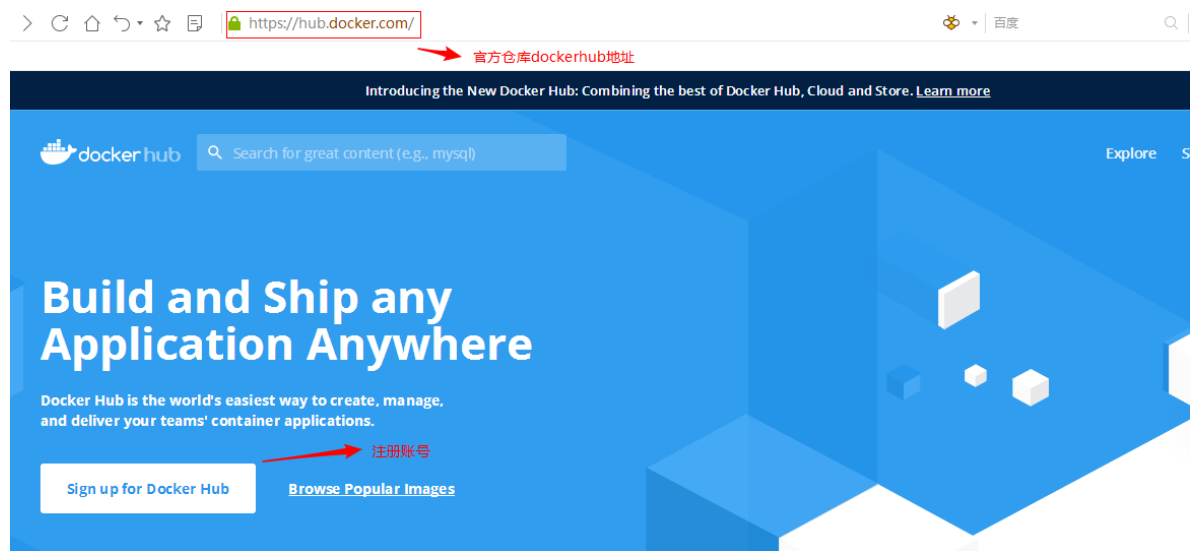 https://hub.docker.com/
百度
官方仓库dockerhub地址
Introducing the New Docker Hub: Combining the best of Docker Hub, Cloud and Store. Learn more
docker hub
Search for great content (e.g., mysql)
Explore
S
Build and Ship any
Application Anywhere
Docker Hub is the world's easiest way to create, manage,
and deliver your teams' container applications.
注册账号
Sign up for Docker Hub
Browse Popular Images